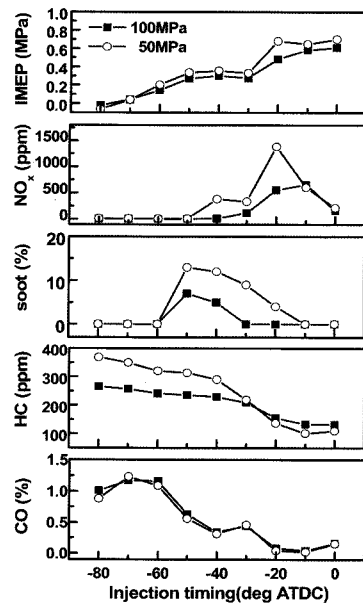 100MPa
50MPa
IMEP (MPa)
0.8
0.6
0.4
0.2
0.0
NOx (ppm)
1500
1000
500
0
soot (%)
20
10
0
HC (ppm)
400
300
200
100
CO (%)
1.5
1.0
0.5
0.0
-80 -60 -40 -20 0
Injection timing(deg ATDC)